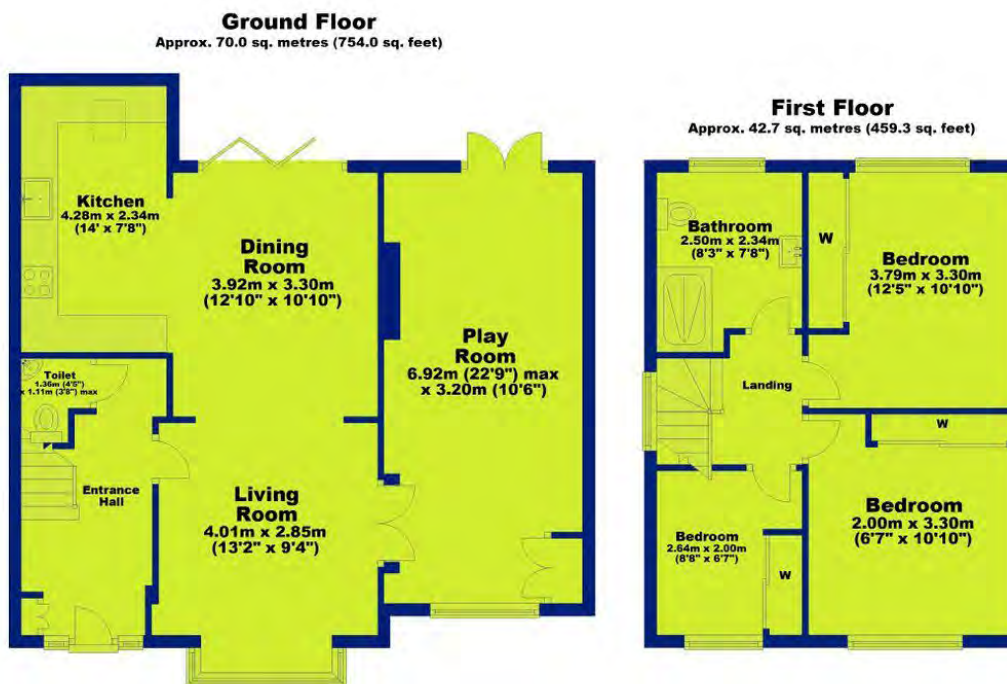 Ground Floor
Approx. 70.0 sq. metres (754.0 sq. feet)
Kitchen
4.28m x 2.34m
(14' x 7'8")
Dining
Room
3.92m x 3.30m
(12'10" x 10'10")
Play
Room
6.92m (22'9") max
x 3.20m (10'6")
Toilet
1.36m (4'5")
x 1.11m (3'8") max
Entrance
Hall
Living
Room
4.01m x 2.85m
(13'2" x 9'4")
First Floor
Approx. 42.7 sq. metres (459.3 sq. feet)
Bathroom
2.50m x 2.34m
(8'3" x 7'8")
W
Bedroom
3.79m x 3.30m
(12'5" x 10'10")
Landing
W
Bedroom
2.64m x 2.00m
(8'8" x 6'7")
W
Bedroom
2.00m x 3.30m
(6'7" x 10'10")